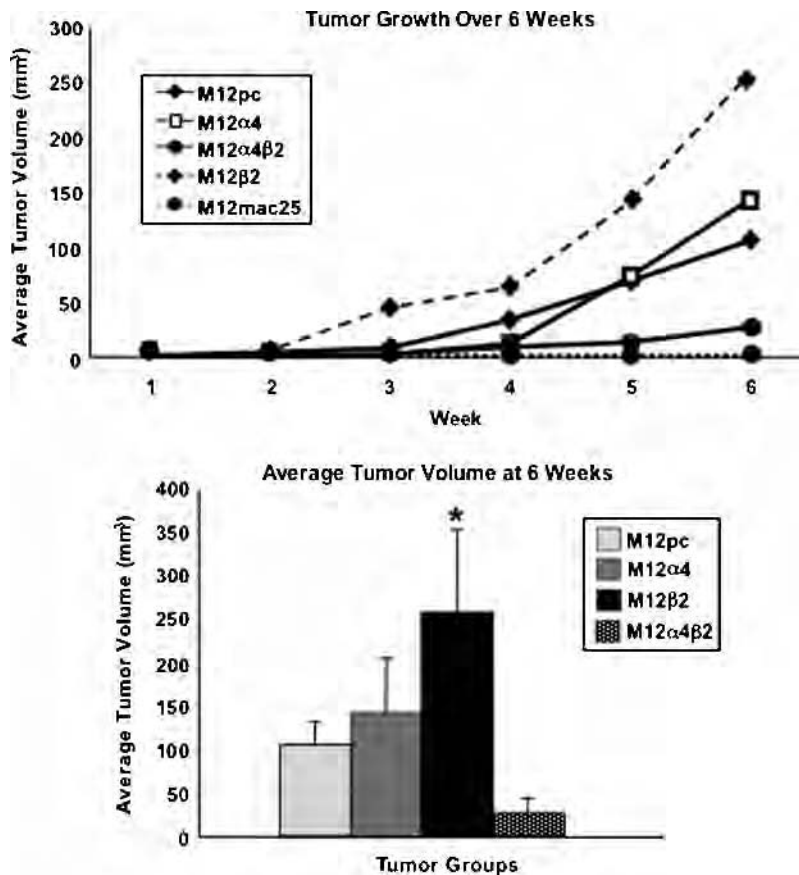 Tumor Growth Over 6 Weeks
Average Tumor Volume (mm³)
300
250
200
150
100
50
0
M12pc
M12α4
M12α4β2
M12β2
M12mac25
1 2 3 4 5 6
Week
Average Tumor Volume at 6 Weeks
Average Tumor Volume (mm³)
400
350
300
250
200
150
100
50
0
*
M12pc
M12α4
M12β2
M12α4β2
Tumor Groups